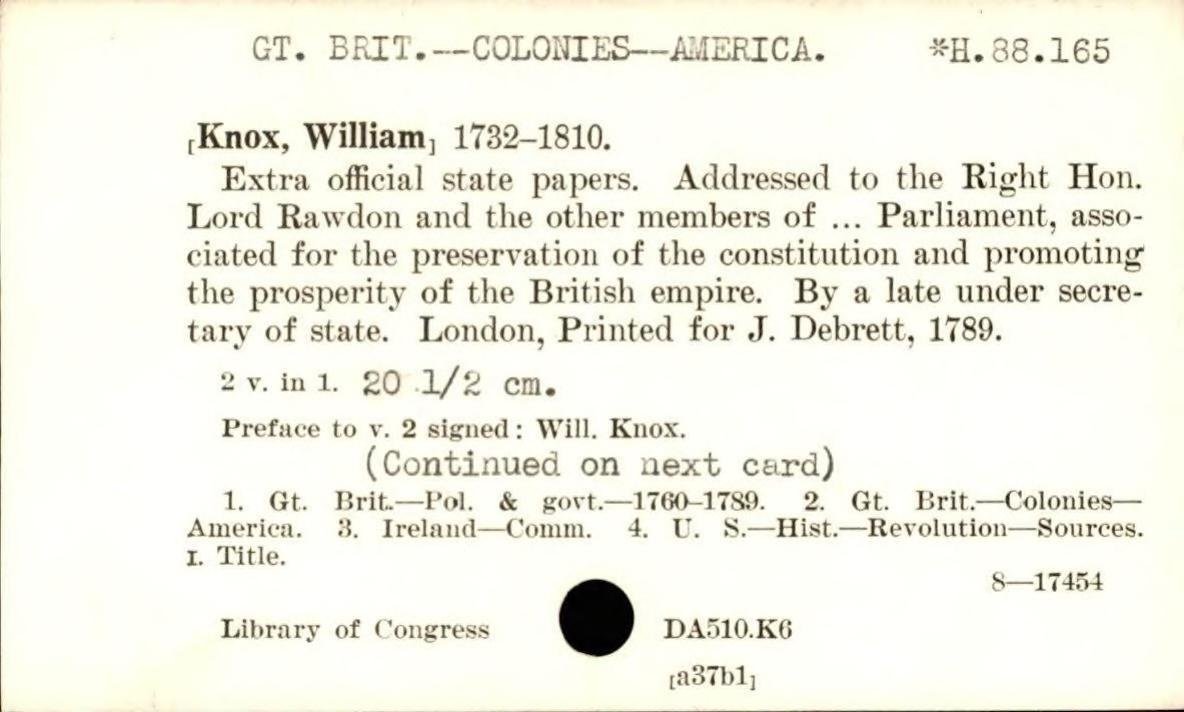 GT. BRIT.--COLONIES--AMERICA. *H.88.165
[Knox, William] 1732–1810.
Extra official state papers. Addressed to the Right Hon.
Lord Rawdon and the other members of ... Parliament, asso-
ciated for the preservation of the constitution and promoting
the prosperity of the British empire. By a late under secre-
tary of state. London, Printed for J. Debrett, 1789.
2 v. in 1. 20 1/2 cm.
Preface to v. 2 signed: Will. Knox.
(Continued on next card)
1. Gt. Brit.—Pol. & govt.—1760–1789. 2. Gt. Brit.—Colonies—
America. 3. Ireland—Comm. 4. U. S.—Hist.—Revolution—Sources.
I. Title.
8—17454
Library of Congress DA510.K6
[a37b1]